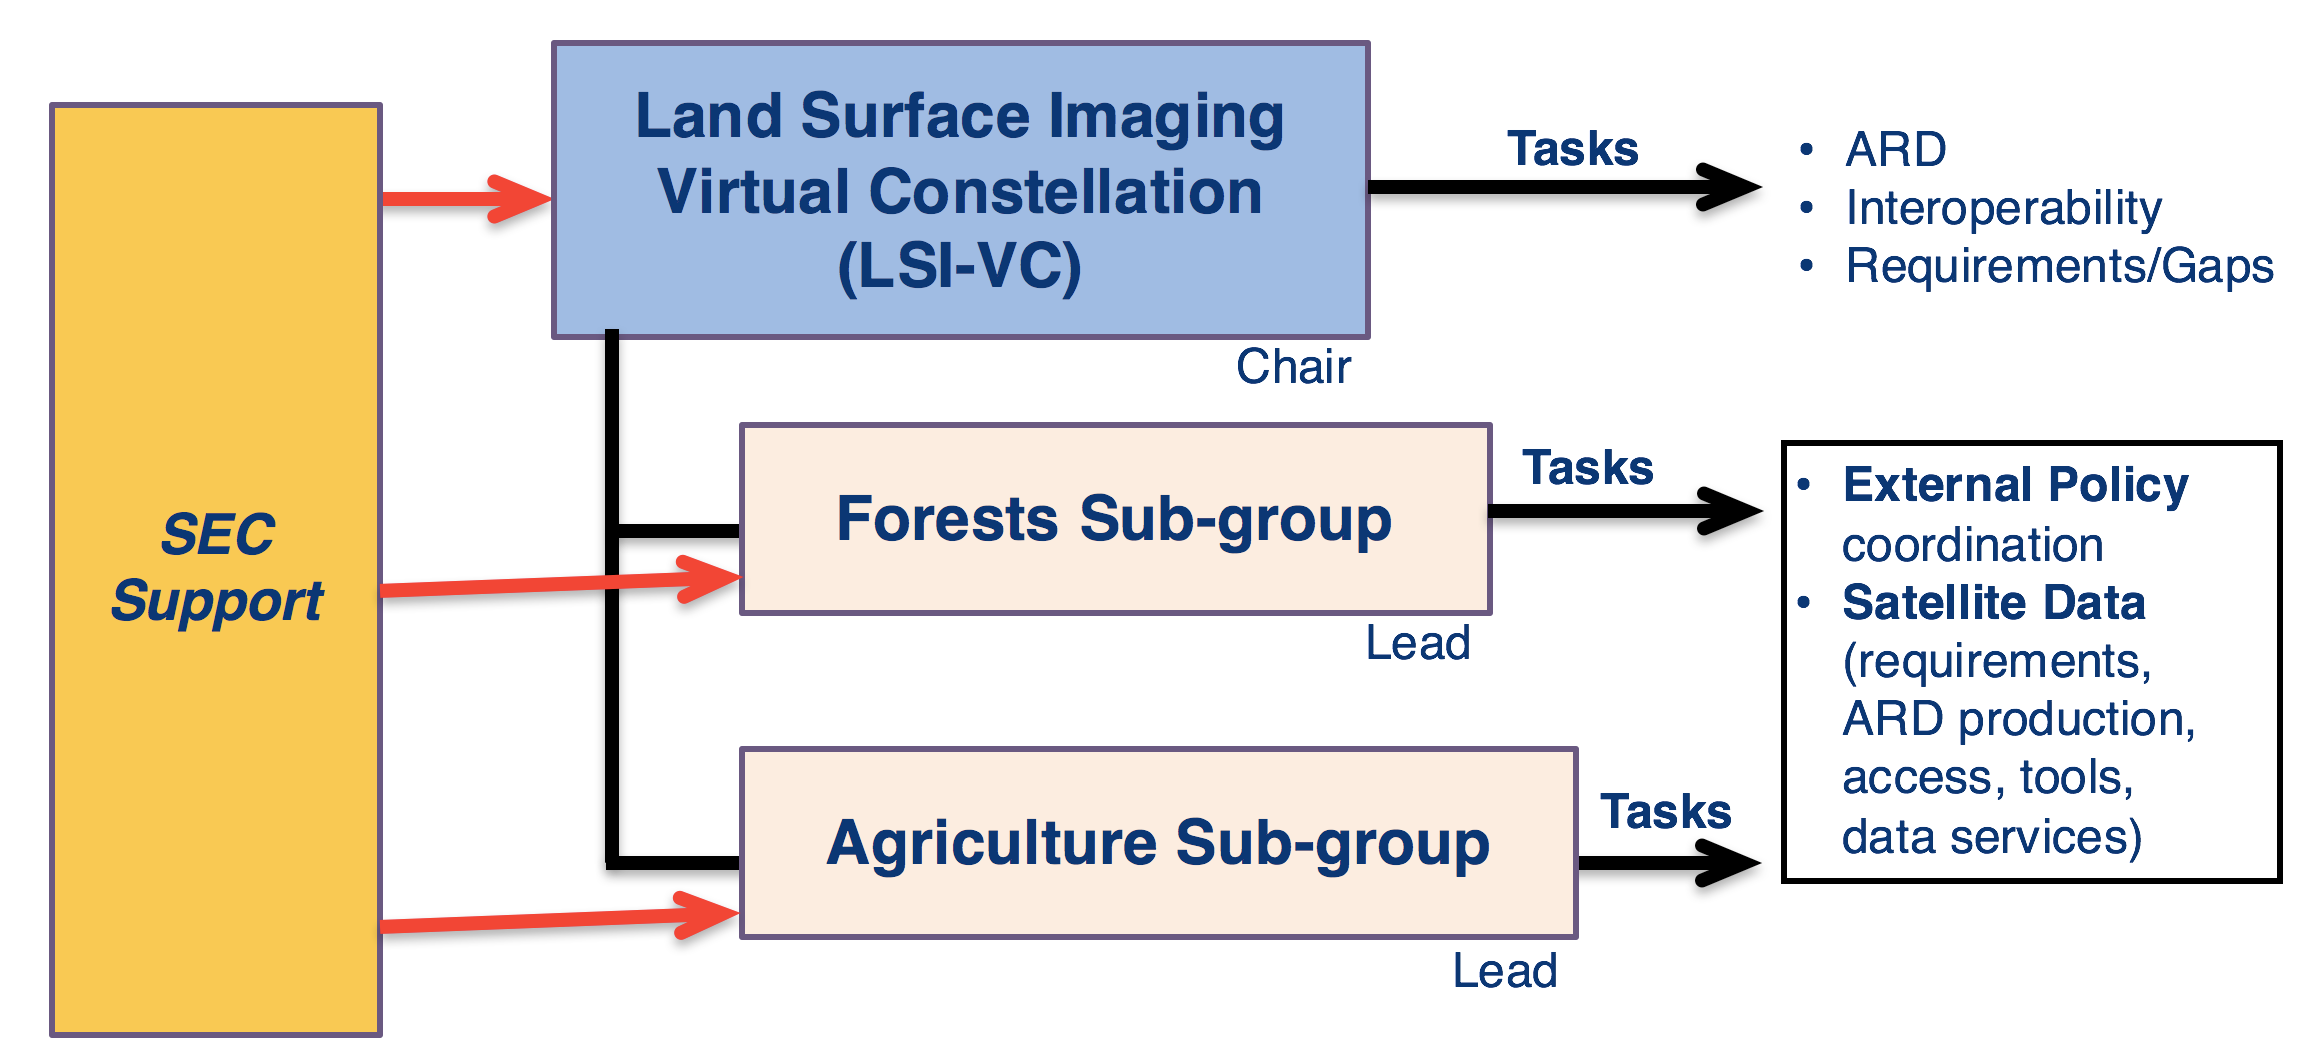 SEC
Support
Land Surface Imaging
Virtual Constellation
(LSI-VC)
Chair
Tasks
• ARD
• Interoperability
• Requirements/Gaps
Forests Sub-group
Lead
Tasks
Agriculture Sub-group
Lead
Tasks
• External Policy
coordination
• Satellite Data
(requirements,
ARD production,
access, tools,
data services)